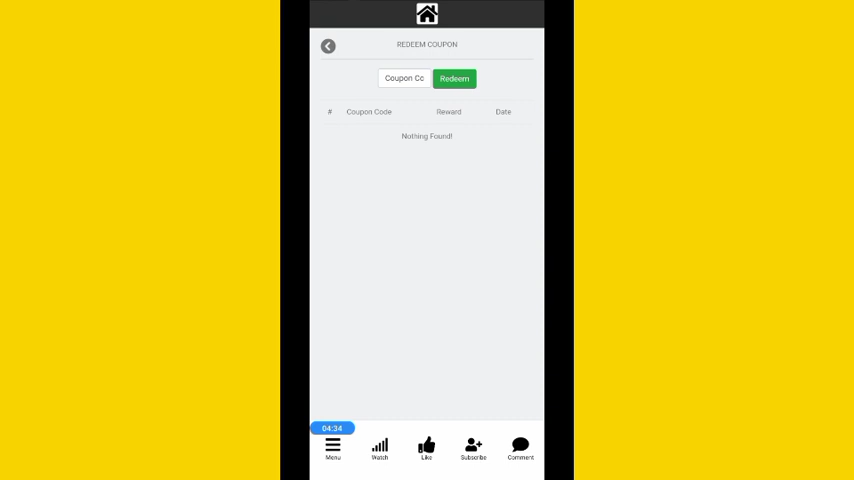 REDEEM COUPON
Coupon Cc Redeem
# Coupon Code Reward Date
Nothing Found!
04:34
Menu Watch Like Subscribe Comment